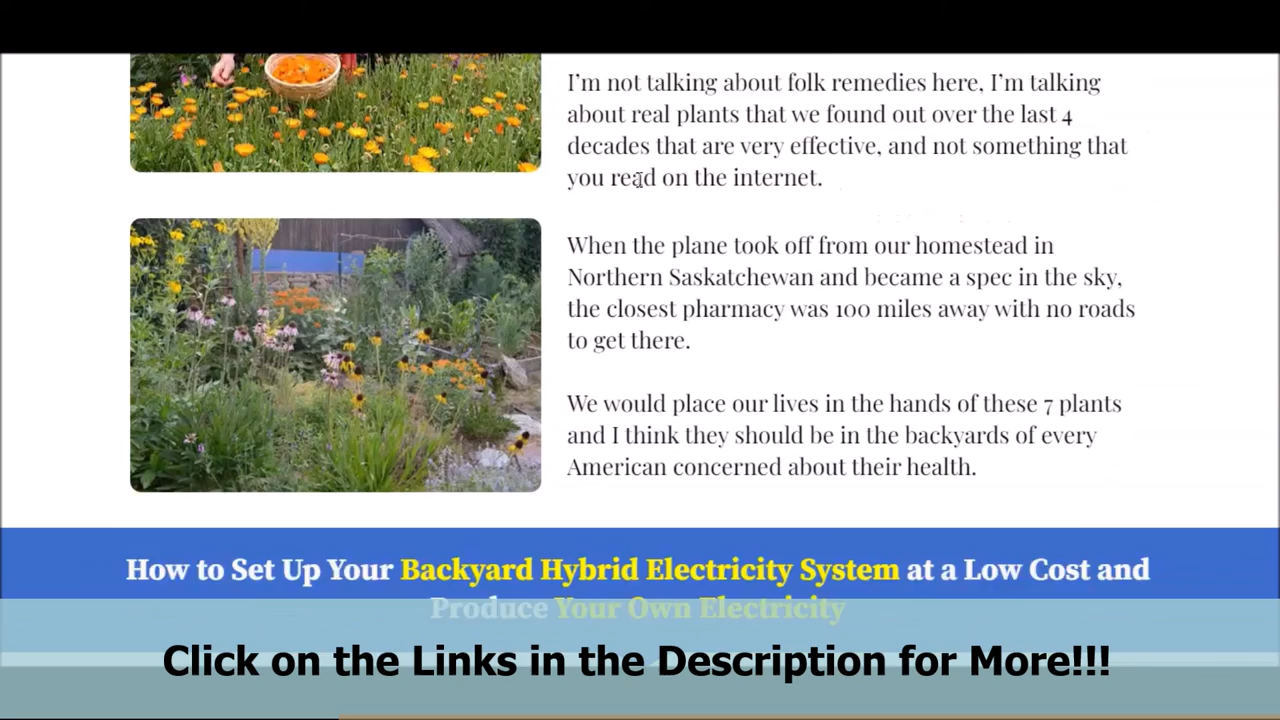 I'm not talking about folk remedies here, I'm talking
about real plants that we found out over the last 4
decades that are very effective, and not something that
you read on the internet.
When the plane took off from our homestead in
Northern Saskatchewan and became a spec in the sky,
the closest pharmacy was 100 miles away with no roads
to get there.
We would place our lives in the hands of these 7 plants
and I think they should be in the backyards of every
American concerned about their health.
How to Set Up Your Backyard Hybrid Electricity System at a Low Cost and
Produce Your Own Electricity
Click on the Links in the Description for More!!!